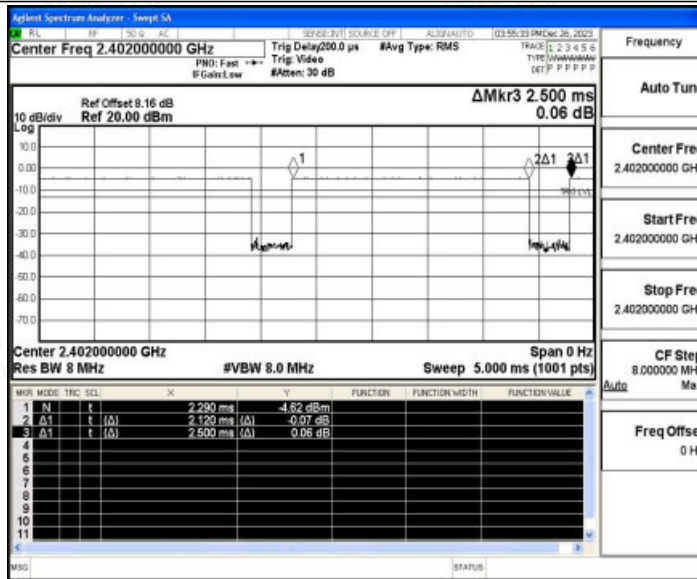 Agilent Spectrum Analyzer - Swept SA
RL RF 50 Ω AC SENSE:INT SOURCE OFF ALIGNAUTO 03:55:33 PM Dec 26, 2023
Center Freq 2.402000000 GHz
Trig Delay200.0 µs #Avg Type: RMS
TRACE 1 2 3 4 5 6
PNO: Fast Trig: Video
TYPE
IFGain:Low #Atten: 30 dB
DET P P P P P P
ΔMkr3 2.500 ms
0.06 dB
Ref Offset 8.16 dB
10 dB/div Ref 20.00 dBm
Log
10.0
0.00
-10.0
-20.0
-30.0
-40.0
-50.0
-60.0
-70.0
1
2Δ1
3Δ1
TRIG LVL
Center 2.402000000 GHz Span 0 Hz
Res BW 8 MHz #VBW 8.0 MHz Sweep 5.000 ms (1001 pts)
MKR MODE TRC SCL X Y FUNCTION FUNCTION WIDTH FUNCTION VALUE
1 N t 2.290 ms -4.62 dBm
2 Δ1 t (Δ) 2.120 ms (Δ) -0.07 dB
3 Δ1 t (Δ) 2.500 ms (Δ) 0.06 dB
4
5
6
7
8
9
10
11
MSG STATUS
Frequency
Auto Tun
Center Fre
2.402000000 GH
Start Fre
2.402000000 GH
Stop Fre
2.402000000 GH
CF Ste
8.000000 MH
Auto Ma
Freq Offse
0 H